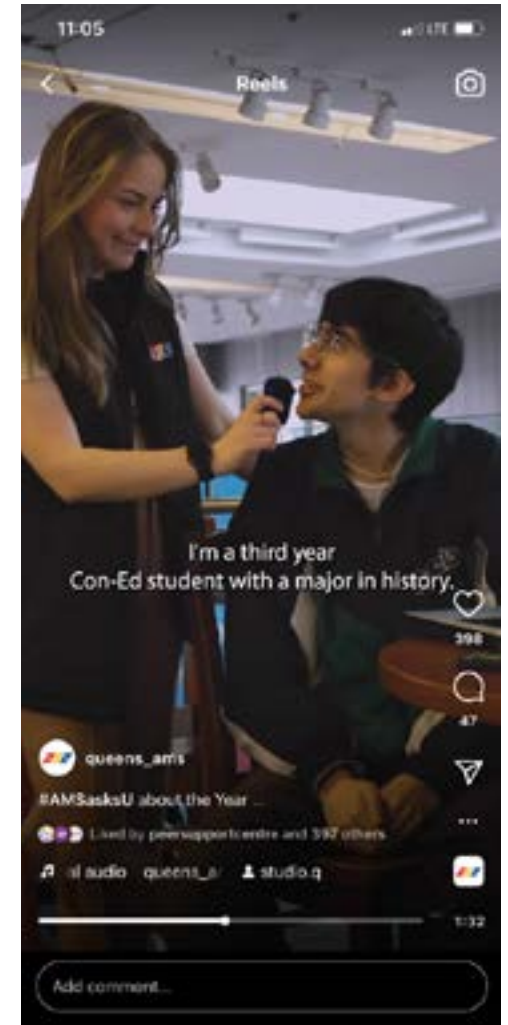 11:05
LTE
Reels
I'm a third year
Con-Ed student with a major in history.
398
47
queens_ams
#AMSasksU about the Year ...
Liked by peersupportcentre and 397 others
al audio queens_a studio.q
1:32
Add comment...